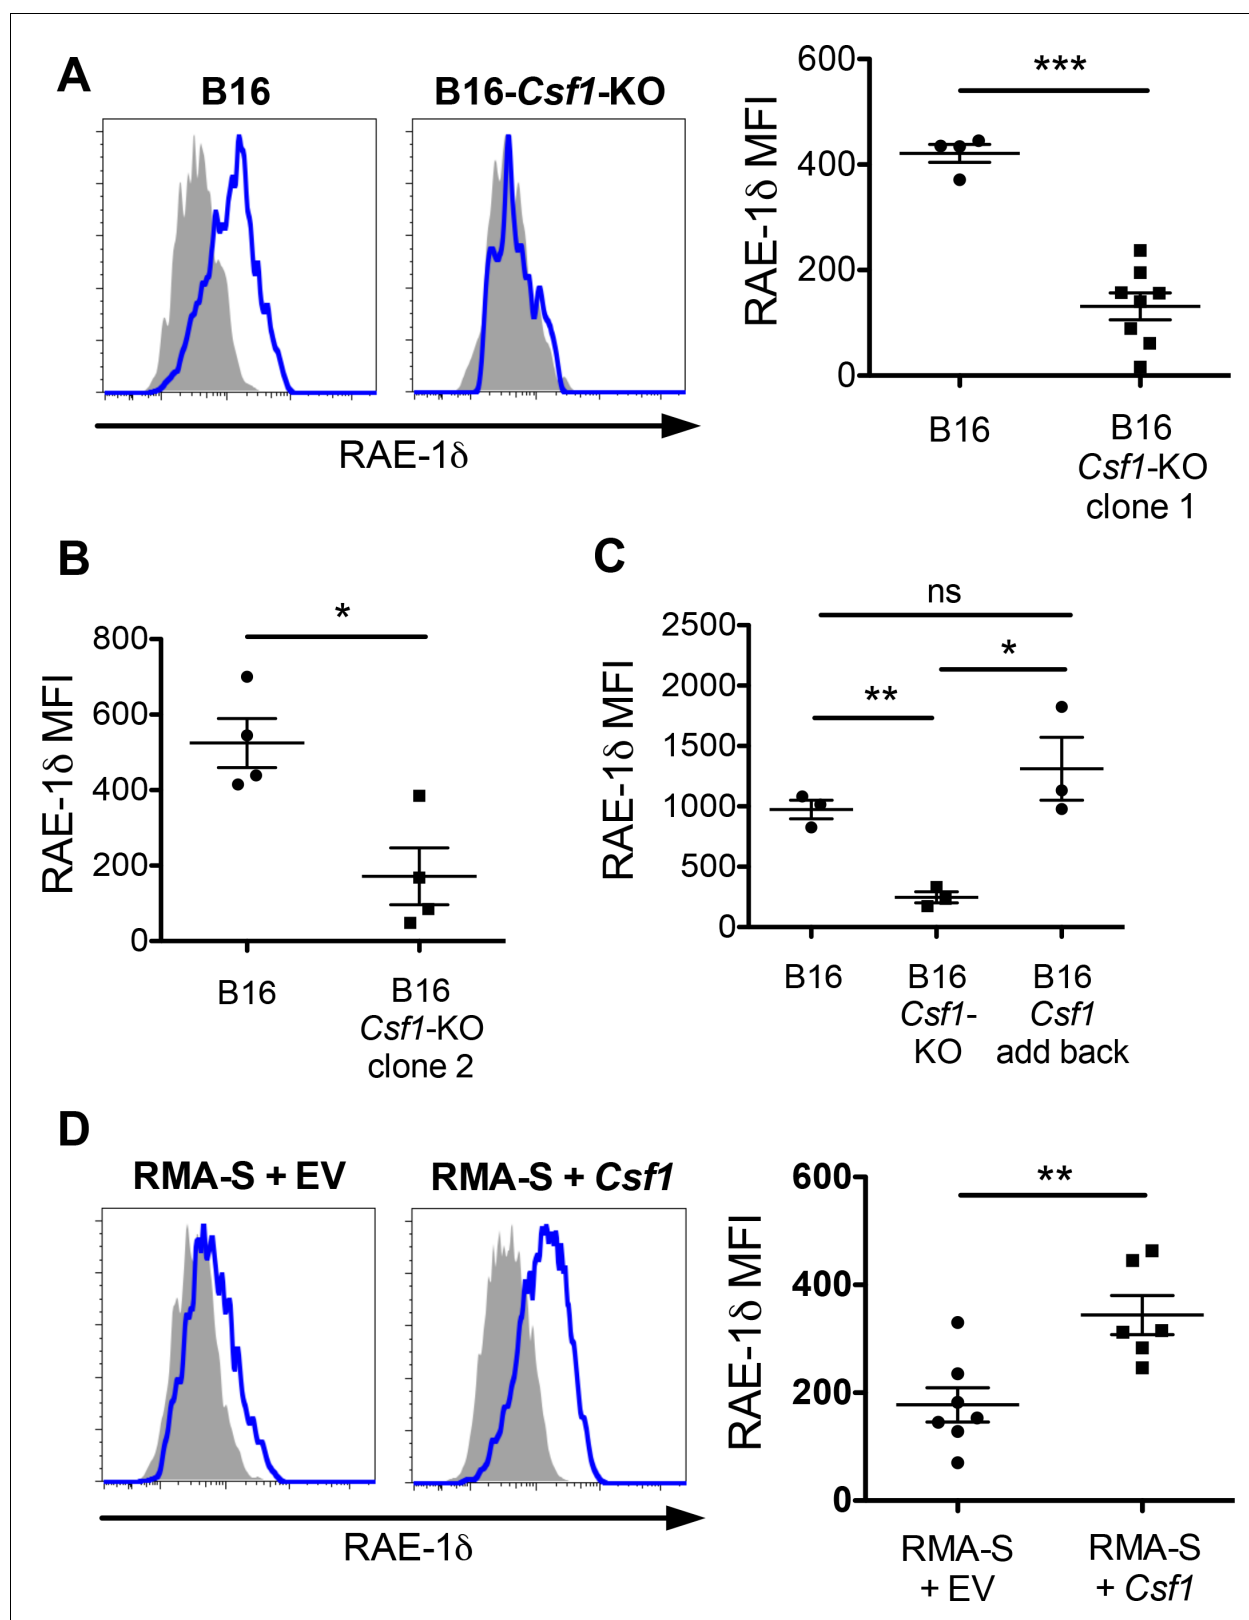 A
B16
B16-Csf1-KO
RAE-1δ
RAE-1δ MFI
600
400
200
0
***
B16
B16
Csf1-KO
clone 1
B
RAE-1δ MFI
800
600
400
200
0
*
B16
B16
Csf1-KO
clone 2
C
RAE-1δ MFI
2500
2000
1500
1000
500
0
ns
*
**
B16
B16
Csf1-
KO
B16
Csf1
add back
D
RMA-S + EV
RMA-S + Csf1
RAE-1δ
RAE-1δ MFI
600
400
200
0
**
RMA-S
+ EV
RMA-S
+ Csf1